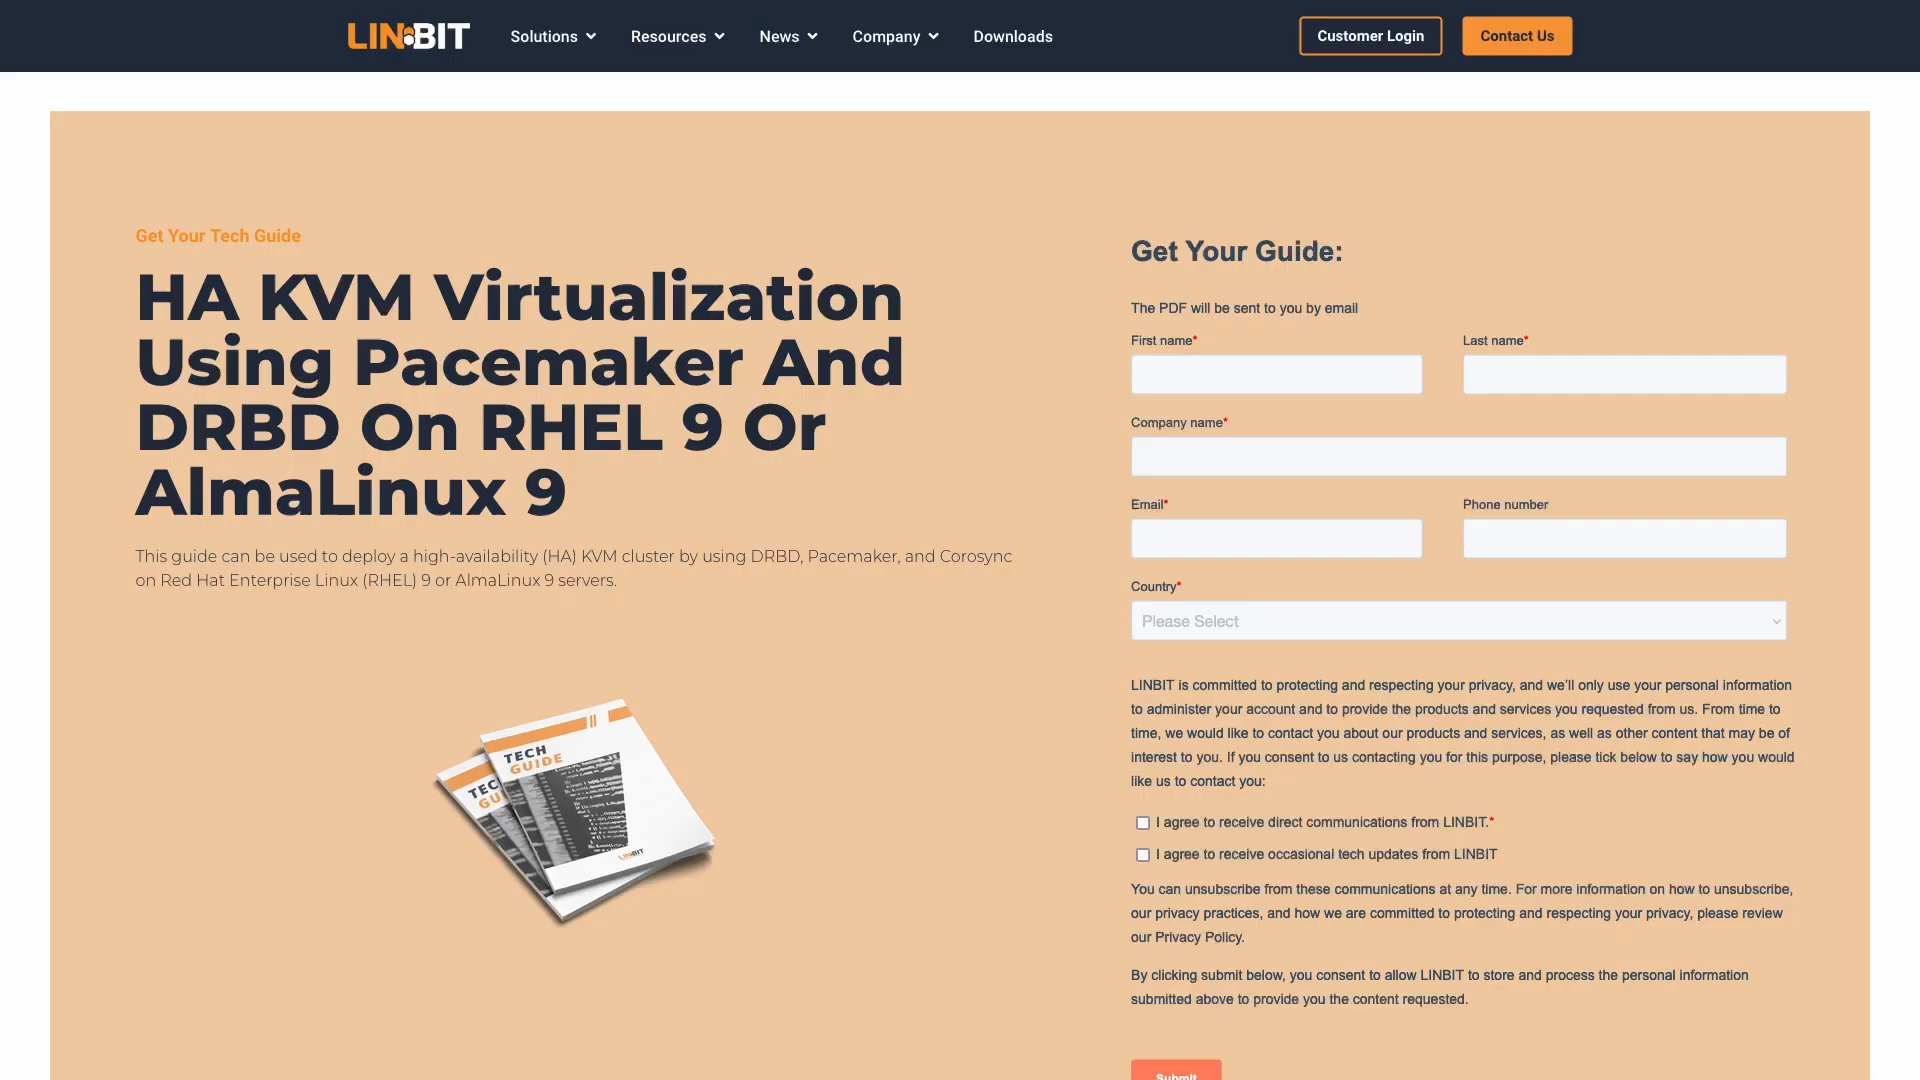 LINBIT
Solutions
Resources
News
Company
Downloads
Customer Login
Contact Us
Get Your Tech Guide
HA KVM Virtualization
Using Pacemaker And
DRBD On RHEL 9 Or
AlmaLinux 9
This guide can be used to deploy a high-availability (HA) KVM cluster by using DRBD, Pacemaker, and Corosync
on Red Hat Enterprise Linux (RHEL) 9 or AlmaLinux 9 servers.
TECH
GUIDE
LINBIT
Get Your Guide:
The PDF will be sent to you by email
First name*
Last name*
Company name*
Email*
Phone number
Country*
Please Select
LINBIT is committed to protecting and respecting your privacy, and we’ll only use your personal information
to administer your account and to provide the products and services you requested from us. From time to
time, we would like to contact you about our products and services, as well as other content that may be of
interest to you. If you consent to us contacting you for this purpose, please tick below to say how you would
like us to contact you:
I agree to receive direct communications from LINBIT.*
I agree to receive occasional tech updates from LINBIT
You can unsubscribe from these communications at any time. For more information on how to unsubscribe,
our privacy practices, and how we are committed to protecting and respecting your privacy, please review
our Privacy Policy.
By clicking submit below, you consent to allow LINBIT to store and process the personal information
submitted above to provide you the content requested.
Submit